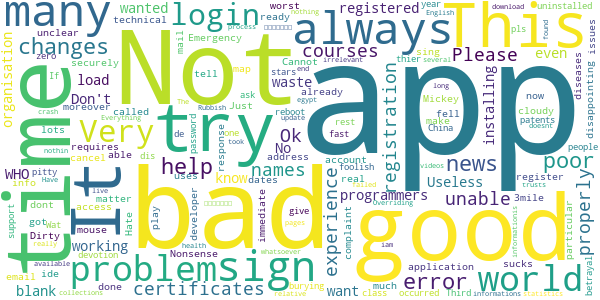 many
login
always
This
changes
Not
app
time
try
Very
it
bad
good
problem
sign
help
names
know
news
courses
registration
experience
programmers
unable
error
poor
world
properly
certificates
installing
Please
registered
organisation
WHO
working
blank
Useless
load
Don't
waste
Ok
No
wanted
securely
technical
unclear
zero
If
lots
moreover
called
requires
cancel
able
dis
info
pitty
Have
matter
access
support
dont
got
Wat
Dirty
really
live
mouse
play
Hate
devotion
available
email
ide
done
collections
Nonsense
health
whatsoever
mail
Emergency
tell
map
ask
Just
worst
ready
Cannot
stars
already
de
Rubbish
password
The
Everything
response
one
took
uses
address
dates
developer
immediate
give
pages
burying
relative
account
foolish
real
complaint
want
class
occurred
Third
failed
much
application
sucks
informations
Overriding
iam
videos
several
long
China
make
fell
Mickey
fast
rest
update
reboot
egypt
irrelevant
end
nothing
process
year
English
pls
found
download
uninstalled
sing
even
disappointing
issues
diseases
now
cloudy
patents
doesnt
people
register
3mile
trusts
particular
betrayal
crash
nothin